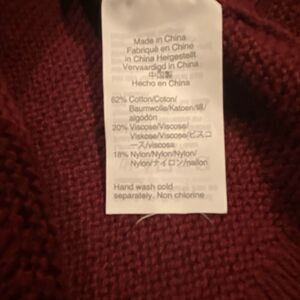 Made in China
Fabriqué en Chine
in China Hergestellt
Vervaardigd in China
中国製
Hecho en China
62% Cotton/Coton/
Baumwolle/Katoen/綿/
algodón
20% Viscose/Viscose/
Viskose/Viscose/ビスコ
ース/viscosa
18% Nylon/Nylon/Nylon/
Nylon/ナイロン/nailon
Hand wash cold
separately. Non chlorine